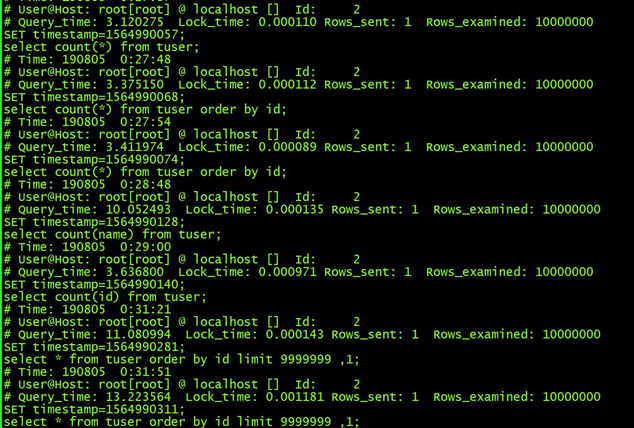 # User@Host: root[root] @ localhost []  Id:     2
# Query_time: 3.120275  Lock_time: 0.000110 Rows_sent: 1  Rows_examined: 10000000
SET timestamp=1564990057;
select count(*) from tuser;
# Time: 190805  0:27:48
# User@Host: root[root] @ localhost []  Id:     2
# Query_time: 3.375150  Lock_time: 0.000112 Rows_sent: 1  Rows_examined: 10000000
SET timestamp=1564990068;
select count(*) from tuser order by id;
# Time: 190805  0:27:54
# User@Host: root[root] @ localhost []  Id:     2
# Query_time: 3.411974  Lock_time: 0.000089 Rows_sent: 1  Rows_examined: 10000000
SET timestamp=1564990074;
select count(*) from tuser order by id;
# Time: 190805  0:28:48
# User@Host: root[root] @ localhost []  Id:     2
# Query_time: 10.052493  Lock_time: 0.000135 Rows_sent: 1  Rows_examined: 10000000
SET timestamp=1564990128;
select count(name) from tuser;
# Time: 190805  0:29:00
# User@Host: root[root] @ localhost []  Id:     2
# Query_time: 3.636800  Lock_time: 0.000971 Rows_sent: 1  Rows_examined: 10000000
SET timestamp=1564990140;
select count(id) from tuser;
# Time: 190805  0:31:21
# User@Host: root[root] @ localhost []  Id:     2
# Query_time: 11.080994  Lock_time: 0.000143 Rows_sent: 1  Rows_examined: 10000000
SET timestamp=1564990281;
select * from tuser order by id limit 9999999 ,1;
# Time: 190805  0:31:51
# User@Host: root[root] @ localhost []  Id:     2
# Query_time: 13.223564  Lock_time: 0.001181 Rows_sent: 1  Rows_examined: 10000000
SET timestamp=1564990311;
select * from tuser order by id limit 9999999 ,1;